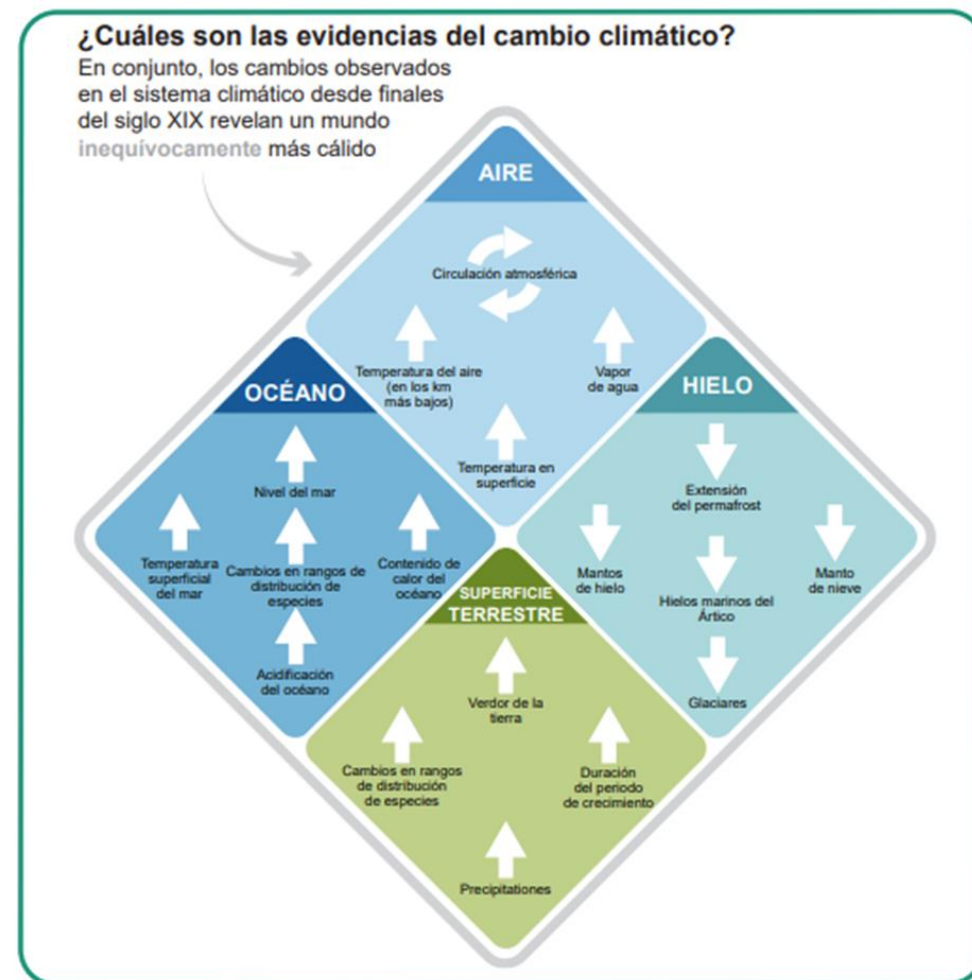 ¿Cuáles son las evidencias del cambio climático?
En conjunto, los cambios observados
en el sistema climático desde finales
del siglo XIX revelan un mundo
inequívocamente más cálido
AIRE
Circulación atmosférica
Temperatura del aire
(en los km
más bajos)
Vapor
de agua
Temperatura en
superficie
OCÉANO
Nivel del mar
Temperatura
superficial
del mar
Cambios en rangos de
distribución de
especies
Contenido de
calor del
océano
Acidificación
del océano
HIELO
Extensión
del permafrost
Mantos
de hielo
Manto
de nieve
Hielos marinos del
Ártico
Glaciares
SUPERFICIE
TERRESTRE
Verdor de la
tierra
Cambios en rangos
de distribución
de especies
Duración
del periodo
de crecimiento
Precipitationes